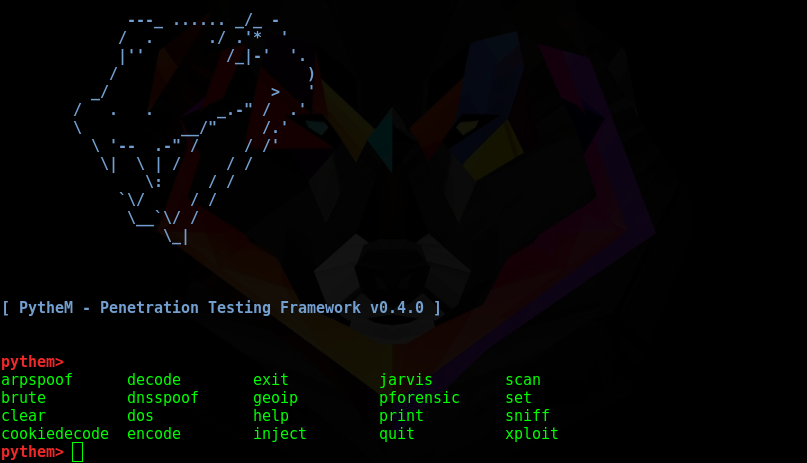 [ PytheM - Penetration Testing Framework v0.4.0 ]
pythem>
arpspoof decode exit jarvis scan
brute dnsspoof geoip pforensic set
clear dos help print sniff
cookiedecode encode inject quit xploit
pythem>